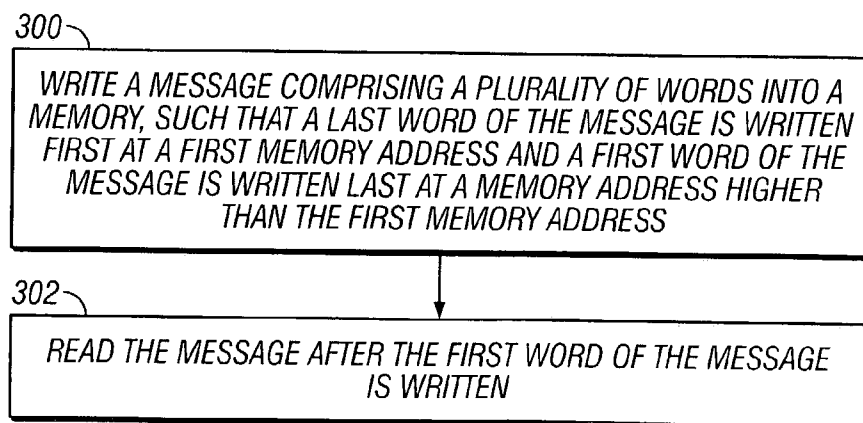 300
WRITE A MESSAGE COMPRISING A PLURALITY OF WORDS INTO A
MEMORY, SUCH THAT A LAST WORD OF THE MESSAGE IS WRITTEN
FIRST AT A FIRST MEMORY ADDRESS AND A FIRST WORD OF THE
MESSAGE IS WRITTEN LAST AT A MEMORY ADDRESS HIGHER
THAN THE FIRST MEMORY ADDRESS
302
READ THE MESSAGE AFTER THE FIRST WORD OF THE MESSAGE
IS WRITTEN